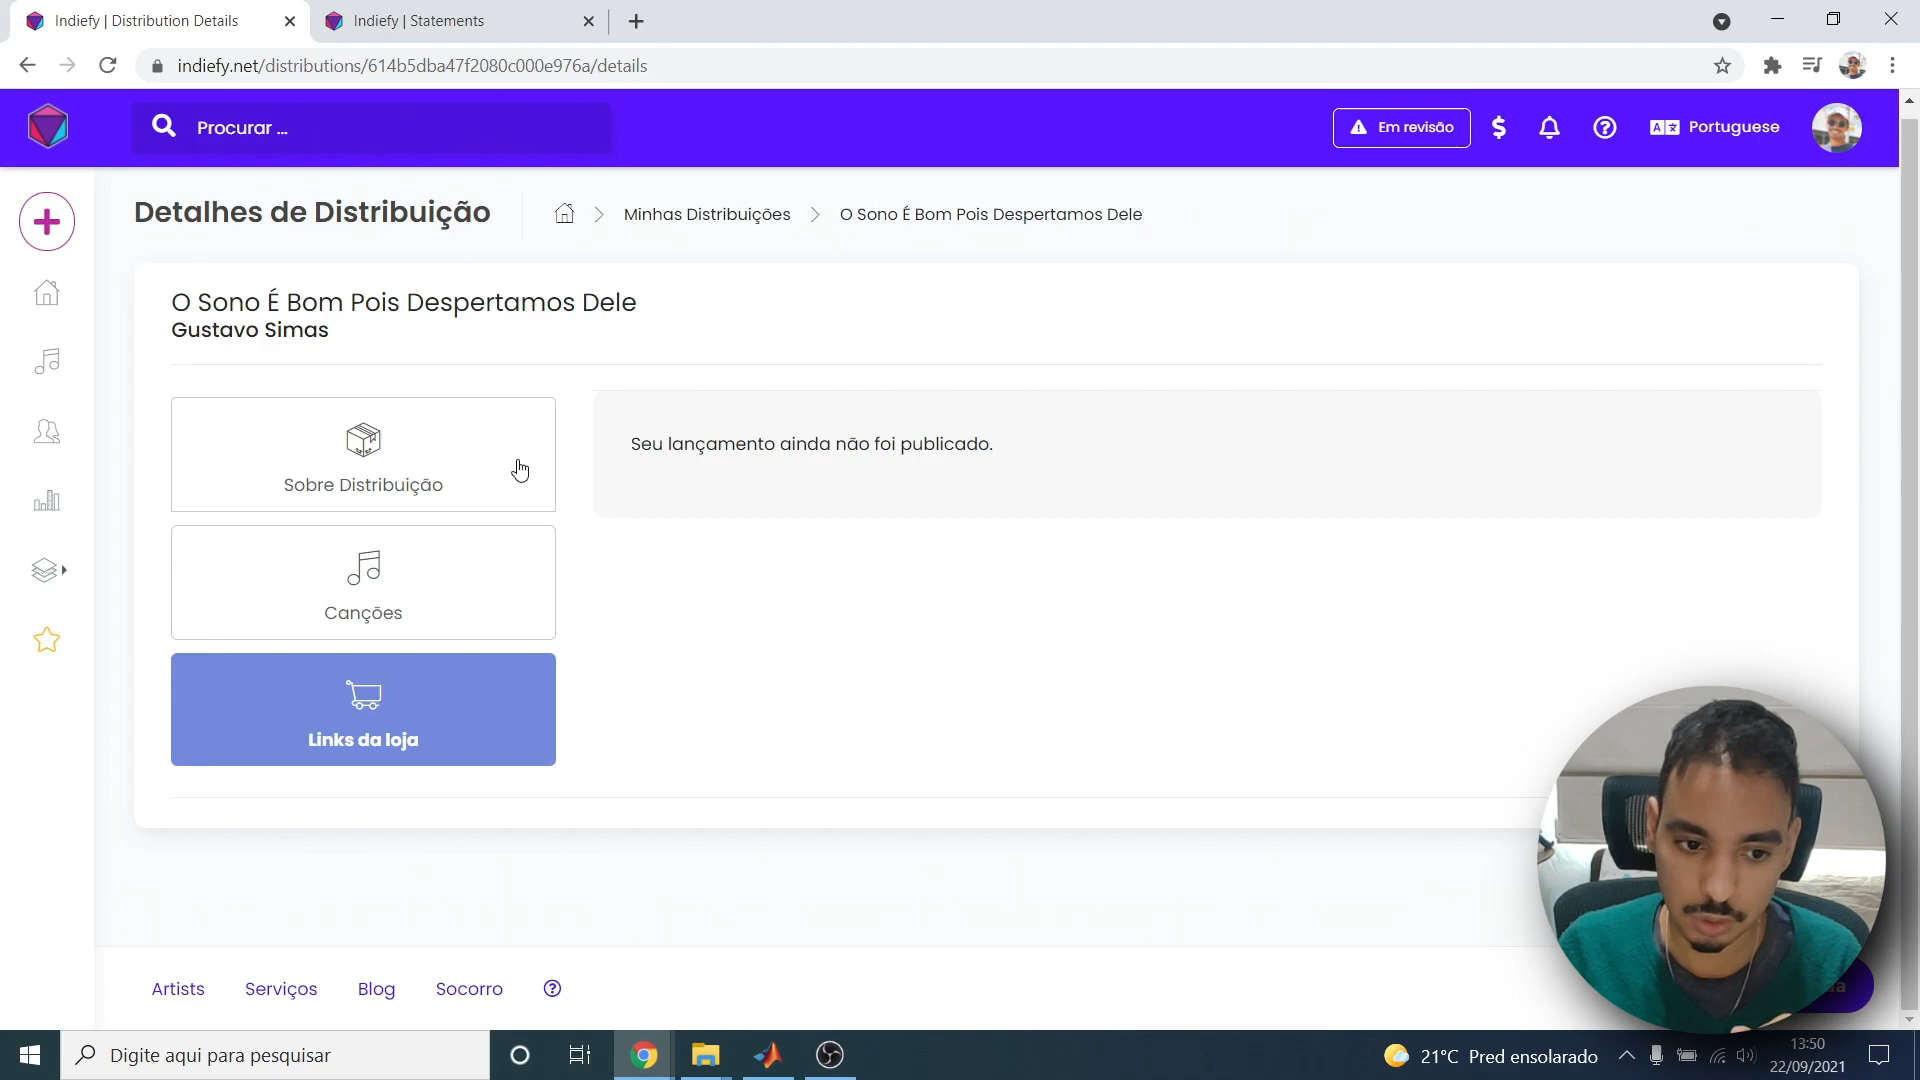 Indiefy | Distribution Details
Indiefy | Statements
indiefy.net/distributions/614b5dba47f2080c000e976a/details
Procurar ...
Em revisão
Portuguese
Detalhes de Distribuição
Minhas Distribuições
O Sono É Bom Pois Despertamos Dele
O Sono É Bom Pois Despertamos Dele
Gustavo Simas
Sobre Distribuição
Seu lançamento ainda não foi publicado.
Canções
Links da loja
Artists
Serviços
Blog
Socorro
Digite aqui para pesquisar
21°C Pred ensolarado
13:50
22/09/2021